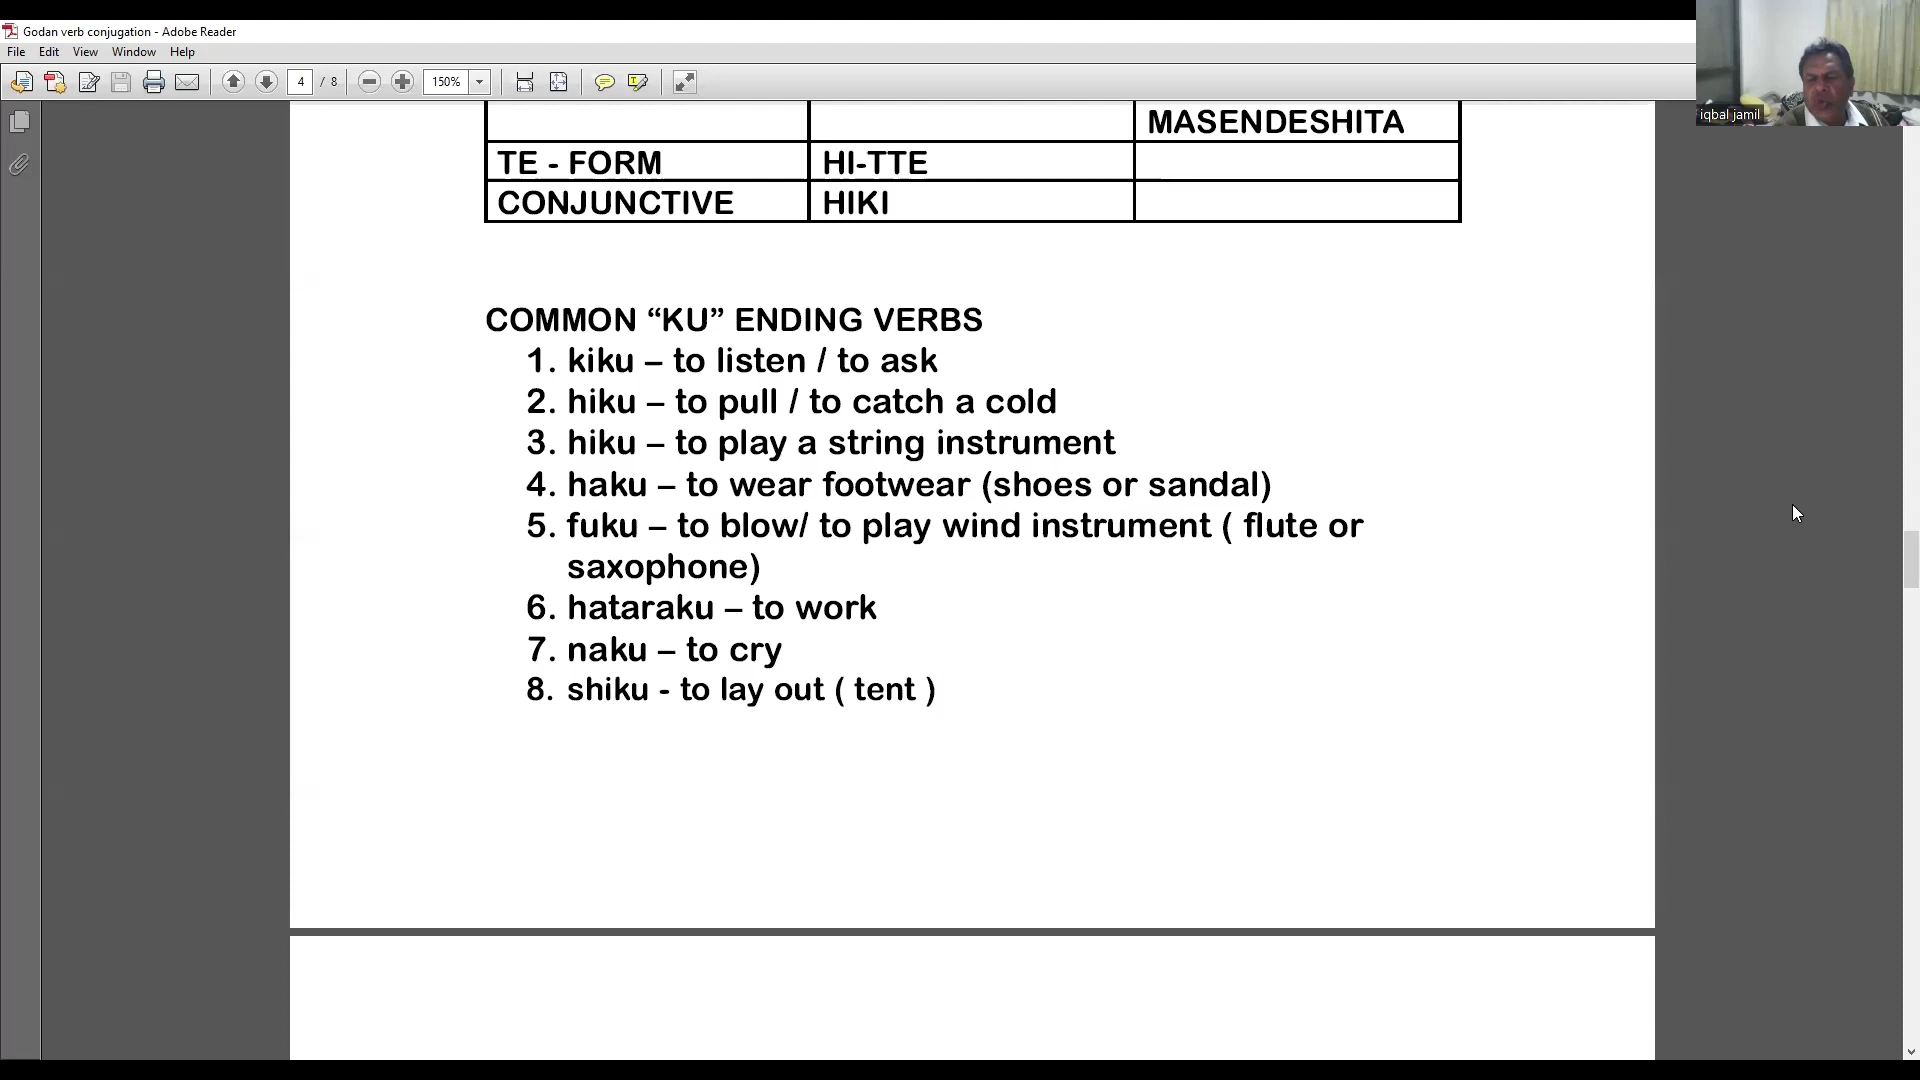 Godan verb conjugation - Adobe Reader
File Edit View Window Help
4 / 8 150%
iqbal jamil
MASENDESHITA
TE - FORM HI-TTE
CONJUNCTIVE HIKI
COMMON “KU” ENDING VERBS
1. kiku – to listen / to ask
2. hiku – to pull / to catch a cold
3. hiku – to play a string instrument
4. haku – to wear footwear (shoes or sandal)
5. fuku – to blow/ to play wind instrument ( flute or
saxophone)
6. hataraku – to work
7. naku – to cry
8. shiku - to lay out ( tent )